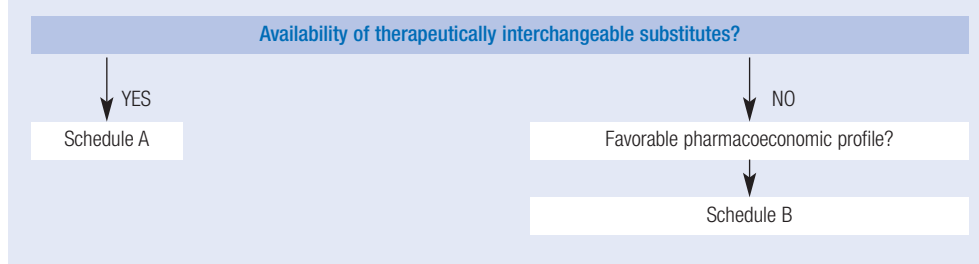 Availability of therapeutically interchangeable substitutes?
YES
NO
Schedule A
Favorable pharmacoeconomic profile?
Schedule B